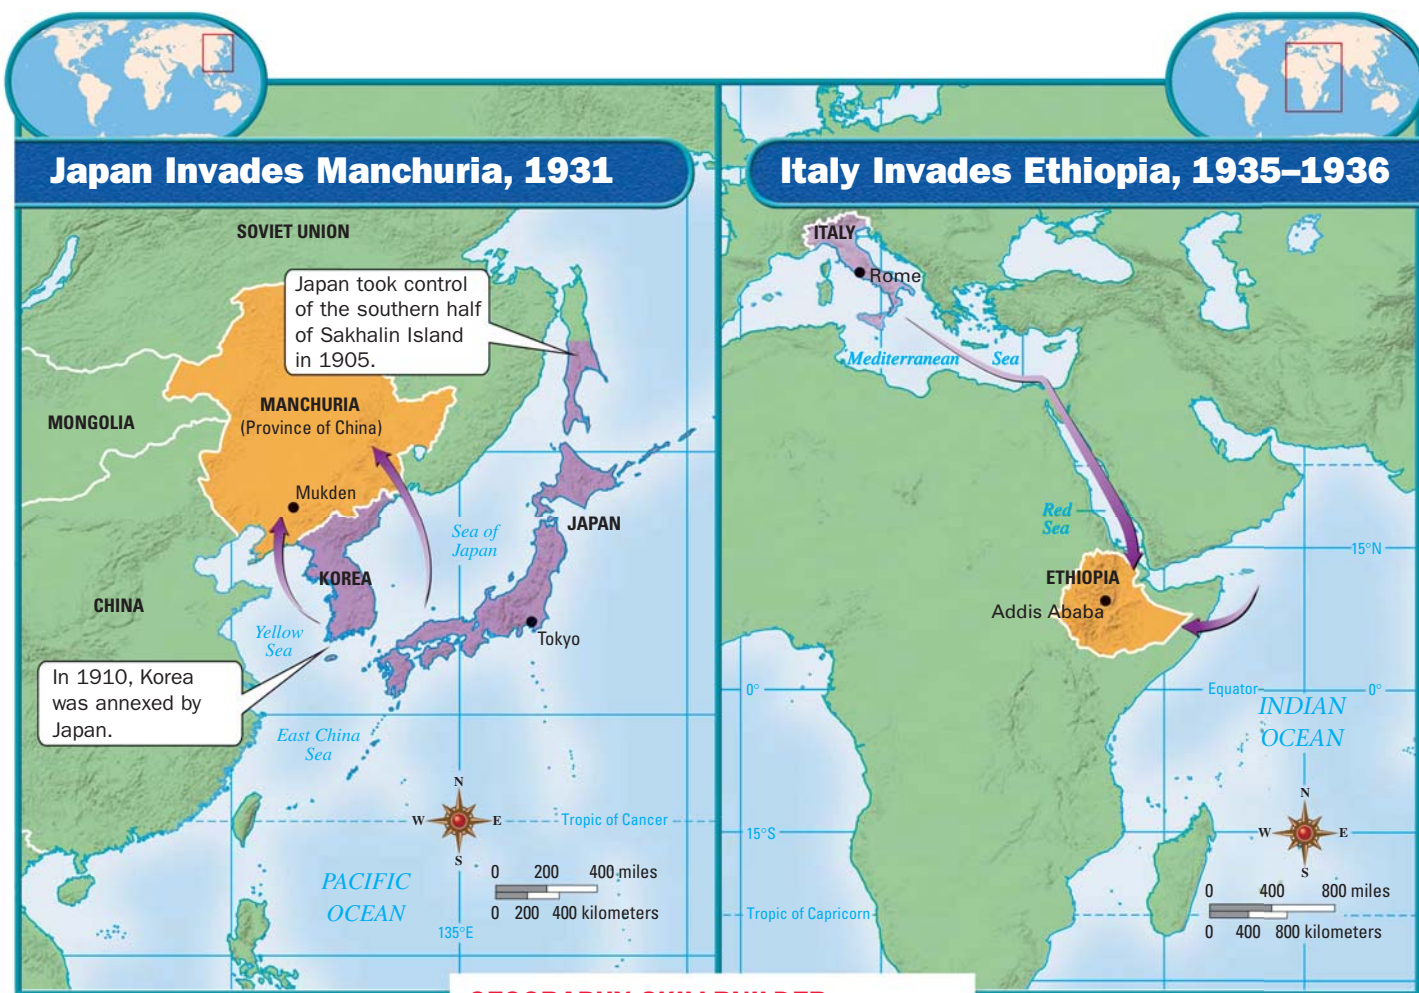 Japan Invades Manchuria, 1931
SOVIET UNION
Japan took control
of the southern half
of Sakhalin Island
in 1905.
MANCHURIA
(Province of China)
MONGOLIA
Mukden
Sea of
Japan
JAPAN
KOREA
CHINA
Yellow
Sea
Tokyo
In 1910, Korea
was annexed by
Japan.
East China
Sea
N
W E
S
Tropic of Cancer
PACIFIC
OCEAN
0 200 400 miles
0 200 400 kilometers
135°E
Italy Invades Ethiopia, 1935–1936
ITALY
Rome
Mediterranean Sea
Red
Sea
15°N
ETHIOPIA
Addis Ababa
0° Equator 0°
INDIAN
OCEAN
N
W E
S
15°S
0 400 800 miles
Tropic of Capricorn
0 400 800 kilometers